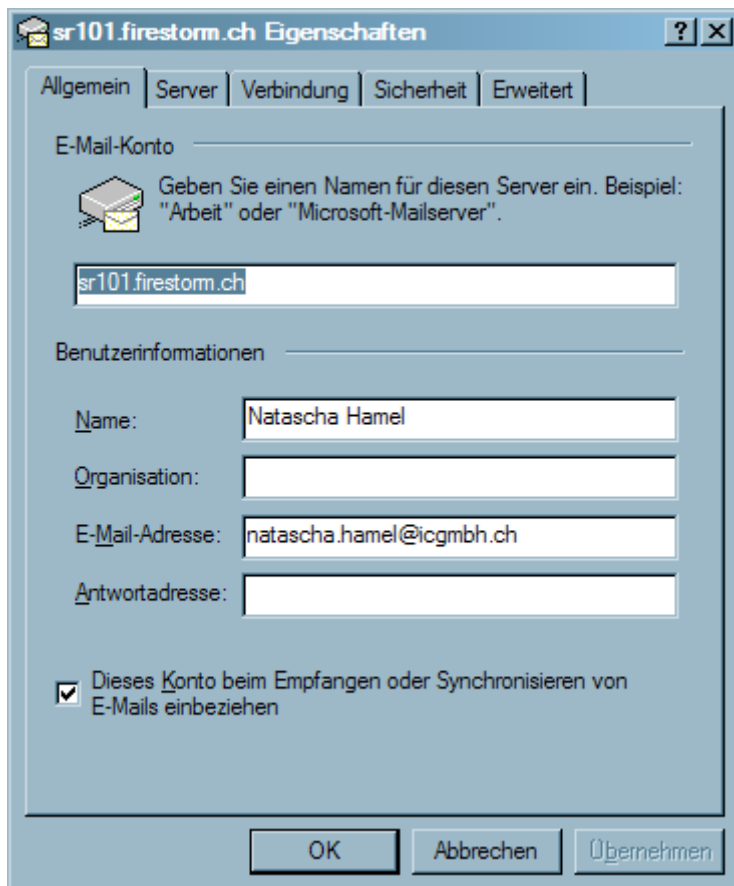 sr101.firestorm.ch Eigenschaften
Allgemein Server Verbindung Sicherheit Erweitert
E-Mail-Konto
Geben Sie einen Namen für diesen Server ein. Beispiel:
"Arbeit" oder "Microsoft-Mailserver".
sr101.firestorm.ch
Benutzerinformationen
Name: Natascha Hamel
Organisation:
E-Mail-Adresse: natascha.hamel@icgmbh.ch
Antwortadresse:
Dieses Konto beim Empfangen oder Synchronisieren von
E-Mails einbeziehen
OK Abbrechen Übernehmen